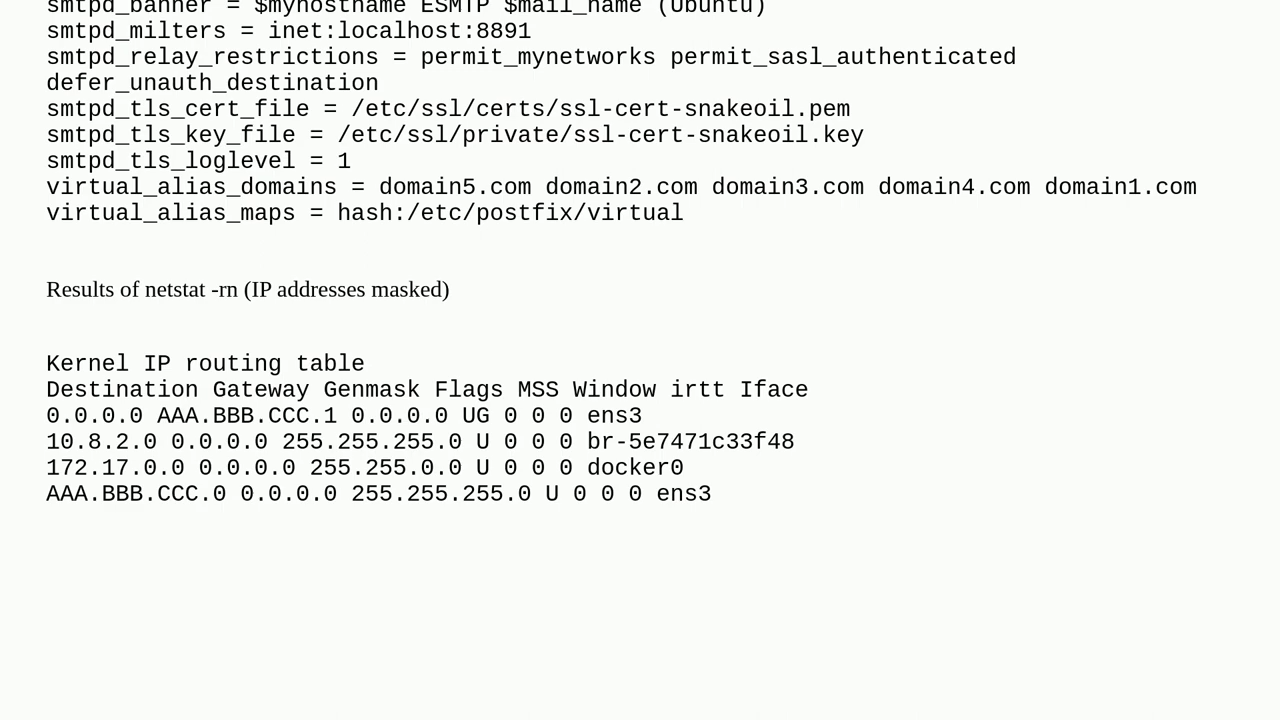 smtpd_banner = $myhostname ESMTP $mail_name (Ubuntu)
smtpd_milters = inet:localhost:8891
smtpd_relay_restrictions = permit_mynetworks permit_sasl_authenticated
defer_unauth_destination
smtpd_tls_cert_file = /etc/ssl/certs/ssl-cert-snakeoil.pem
smtpd_tls_key_file = /etc/ssl/private/ssl-cert-snakeoil.key
smtpd_tls_loglevel = 1
virtual_alias_domains = domain5.com domain2.com domain3.com domain4.com domain1.com
virtual_alias_maps = hash:/etc/postfix/virtual
Results of netstat -rn (IP addresses masked)
Kernel IP routing table
Destination Gateway Genmask Flags MSS Window irtt Iface
0.0.0.0 AAA.BBB.CCC.1 0.0.0.0 UG 0 0 0 ens3
10.8.2.0 0.0.0.0 255.255.255.0 U 0 0 0 br-5e7471c33f48
172.17.0.0 0.0.0.0 255.255.0.0 U 0 0 0 docker0
AAA.BBB.CCC.0 0.0.0.0 255.255.255.0 U 0 0 0 ens3